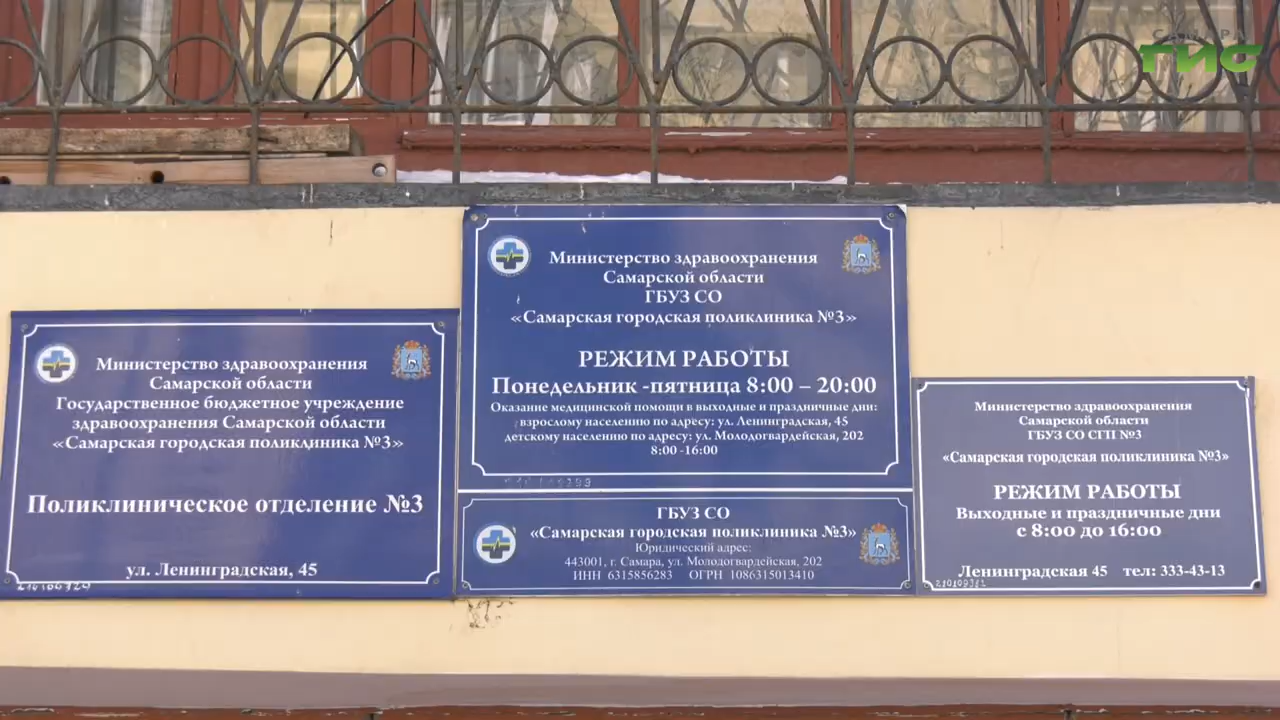 САМАРА
ГИС
Министерство здравоохранения
Самарской области
Государственное бюджетное учреждение
здравоохранения Самарской области
«Самарская городская поликлиника №3»
Поликлиническое отделение №3
ул. Ленинградская, 45
Министерство здравоохранения
Самарской области
ГБУЗ СО
«Самарская городская поликлиника №3»
РЕЖИМ РАБОТЫ
Понедельник -пятница 8:00 – 20:00
Оказание медицинской помощи в выходные и праздничные дни:
взрослому населению по адресу: ул. Ленинградская, 45
детскому населению по адресу: ул. Молодогвардейская, 202
8:00 -16:00
ГБУЗ СО
«Самарская городская поликлиника №3»
Юридический адрес:
443001, г. Самара, ул. Молодогвардейская, 202
ИНН 6315856283 ОГРН 1086315013410
Министерство здравоохранения
Самарской области
ГБУЗ СО СГП №3
«Самарская городская поликлиника №3»
РЕЖИМ РАБОТЫ
Выходные и праздничные дни
с 8:00 до 16:00
Ленинградская 45 тел: 333-43-13